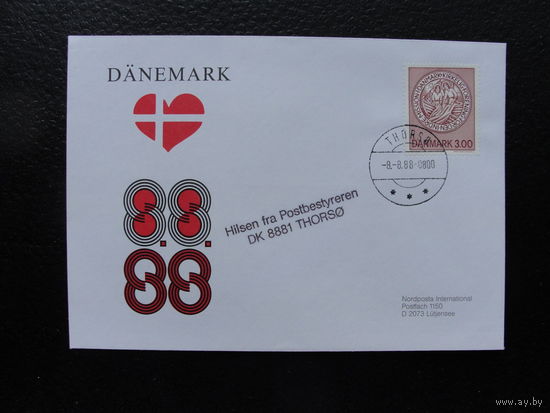 DÄNEMARK
DANMARK 3.00
THORSØ
-8.-8.88-0800
8.8.
88
Hilsen fra Postbestyreren
DK 8881 THORSØ
Nordposta International
Postfach 1150
D 2073 Lütjensee
www.ay.by